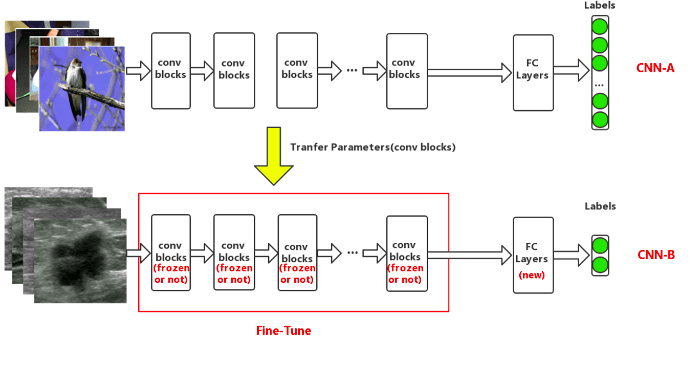 Labels
conv
blocks
conv
blocks
conv
blocks
...
conv
blocks
FC
Layers
...
CNN-A
Tranfer Parameters(conv blocks)
Labels
conv
blocks
(frozen
or not)
conv
blocks
(frozen
or not)
conv
blocks
(frozen
or not)
...
conv
blocks
(frozen
or not)
FC
Layers
(new)
CNN-B
Fine-Tune